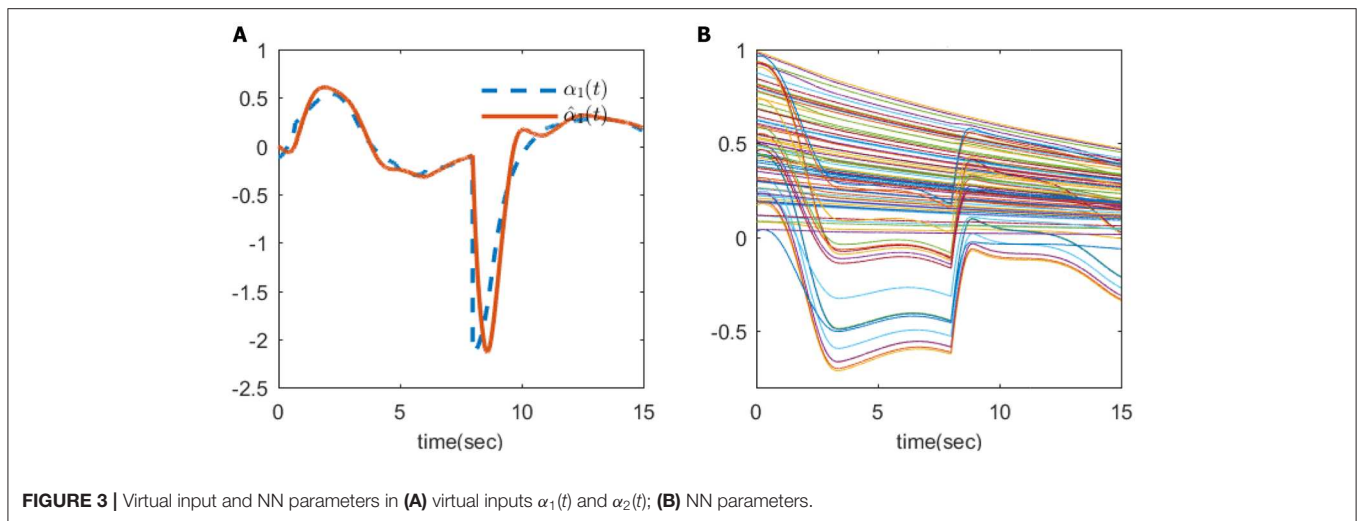 A
B
1
0.5
0
-0.5
-1
-1.5
-2
-2.5
0
5
10
15
time(sec)
α₁(t)
α̂₁(t)
1
0.5
0
-0.5
0
5
10
15
time(sec)
FIGURE 3 | Virtual input and NN parameters in (A) virtual inputs α₁(t) and α₂(t); (B) NN parameters.